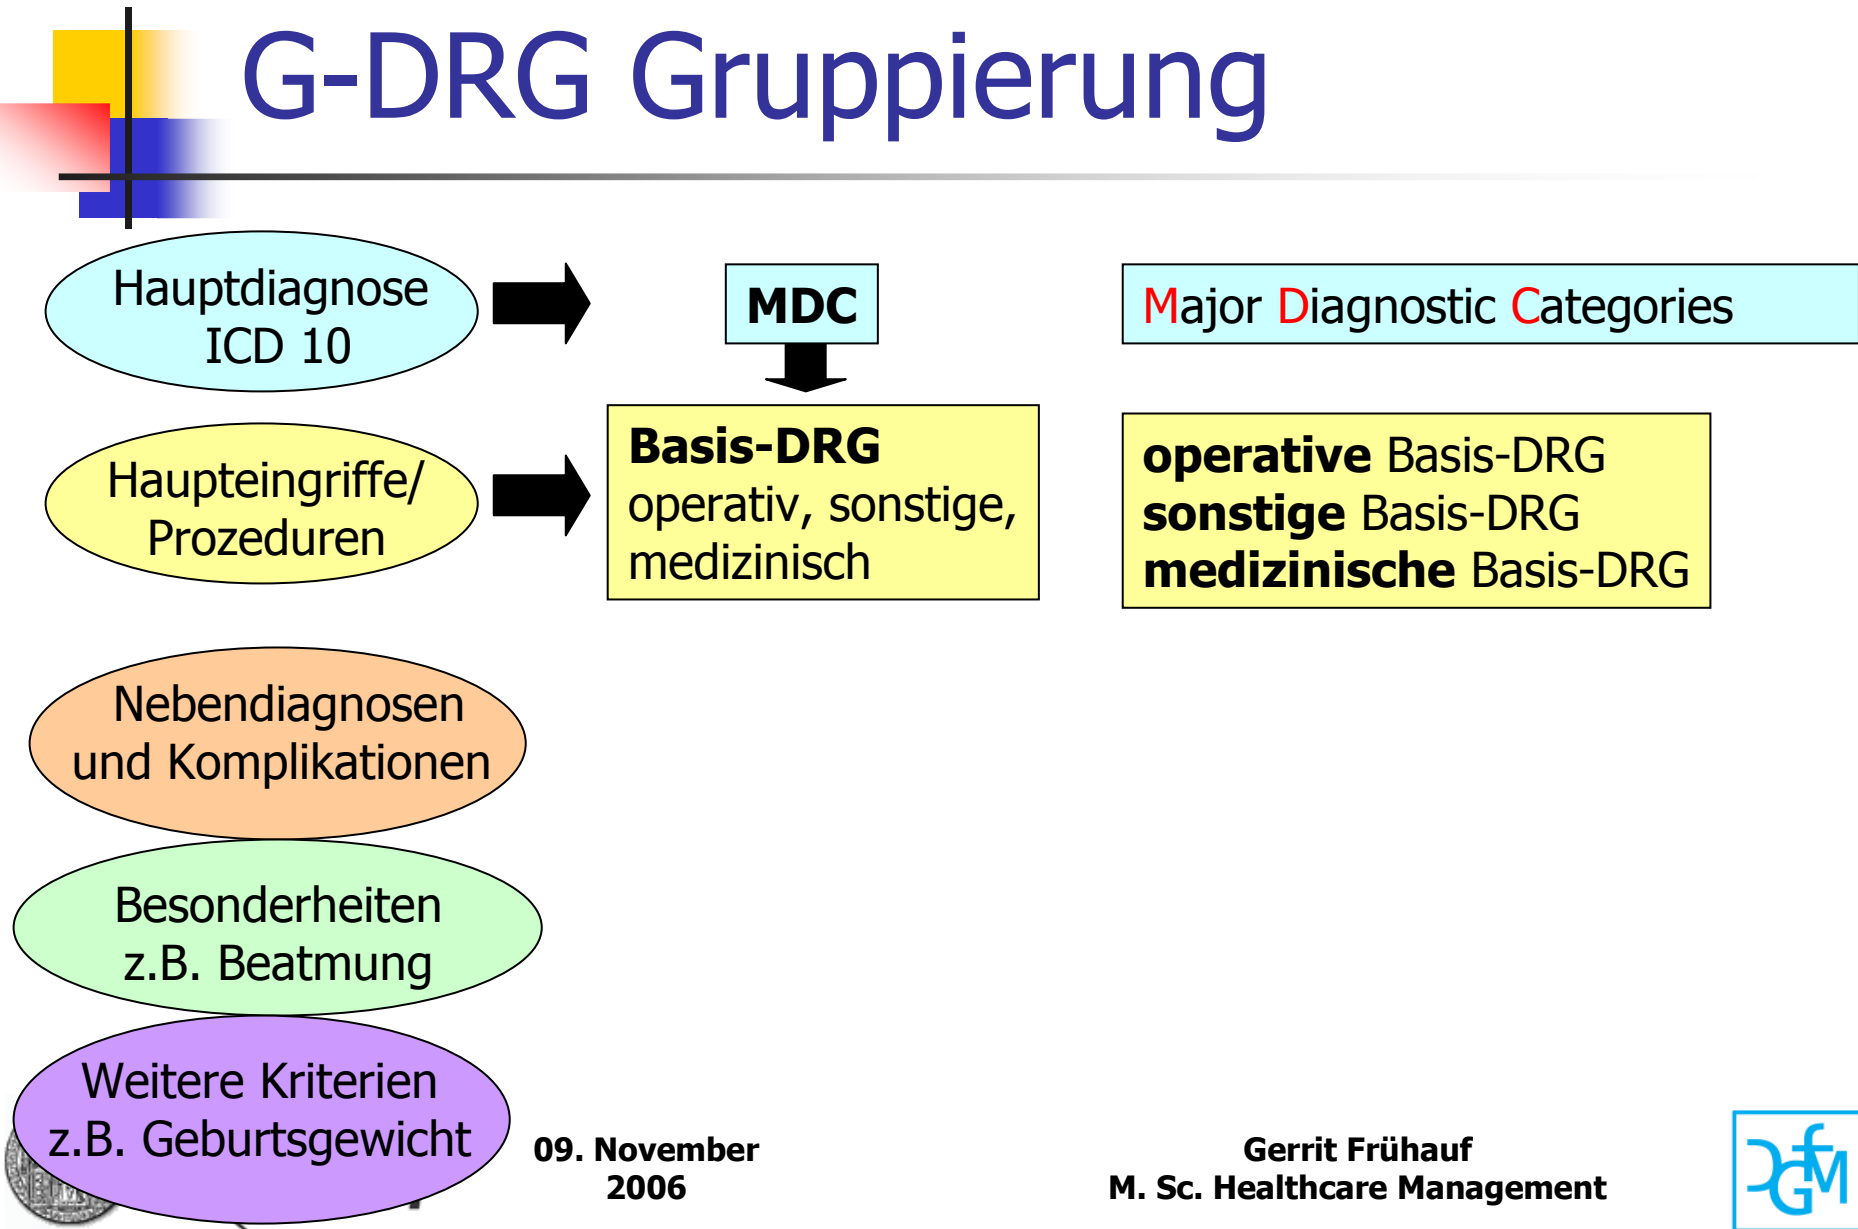 G-DRG Gruppierung
Hauptdiagnose
ICD 10
MDC
Major Diagnostic Categories
Haupteingriffe/
Prozeduren
Basis-DRG
operativ, sonstige,
medizinisch
operative Basis-DRG
sonstige Basis-DRG
medizinische Basis-DRG
Nebendiagnosen
und Komplikationen
Besonderheiten
z.B. Beatmung
Weitere Kriterien
z.B. Geburtsgewicht
09. November
2006
Gerrit Frühauf
M. Sc. Healthcare Management
DGfM